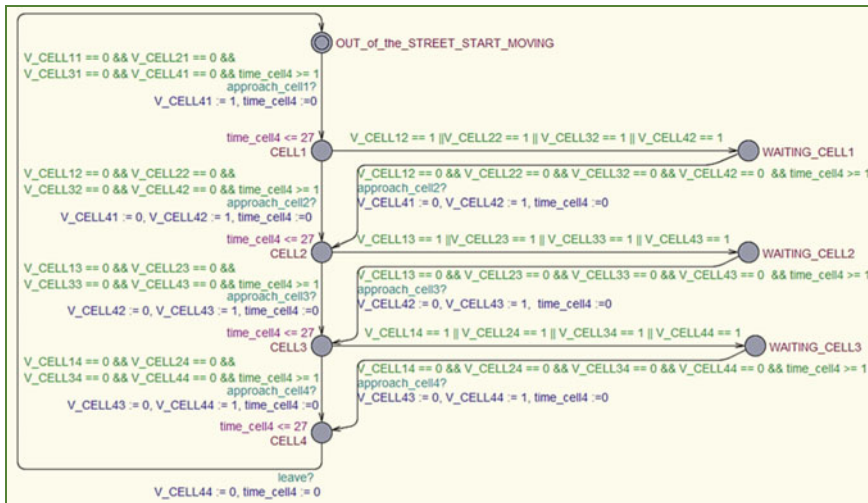 OUT_of_the_STREET_START_MOVING
V_CELL11 == 0 && V_CELL21 == 0 &&
V_CELL31 == 0 && V_CELL41 == 0 && time_cell4 >= 1
approach_cell1?
V_CELL41 := 1, time_cell4 :=0
time_cell4 <= 27
CELL1
V_CELL12 == 1 ||V_CELL22 == 1 || V_CELL32 == 1 || V_CELL42 == 1
WAITING_CELL1
V_CELL12 == 0 && V_CELL22 == 0 &&
V_CELL32 == 0 && V_CELL42 == 0 && time_cell4 >= 1
approach_cell2?
V_CELL41 := 0, V_CELL42 := 1, time_cell4 :=0
V_CELL12 == 0 && V_CELL22 == 0 && V_CELL32 == 0 && V_CELL42 == 0 && time_cell4 >= 1
approach_cell2?
V_CELL41 := 0, V_CELL42 := 1, time_cell4 :=0
time_cell4 <= 27
CELL2
V_CELL13 == 1 ||V_CELL23 == 1 || V_CELL33 == 1 || V_CELL43 == 1
WAITING_CELL2
V_CELL13 == 0 && V_CELL23 == 0 &&
V_CELL33 == 0 && V_CELL43 == 0 && time_cell4 >= 1
approach_cell3?
V_CELL42 := 0, V_CELL43 := 1, time_cell4 :=0
V_CELL13 == 0 && V_CELL23 == 0 && V_CELL33 == 0 && V_CELL43 == 0 && time_cell4 >= 1
approach_cell3?
V_CELL42 := 0, V_CELL43 := 1, time_cell4 :=0
time_cell4 <= 27
CELL3
V_CELL14 == 1 || V_CELL24 == 1 || V_CELL34 == 1 || V_CELL44 == 1
WAITING_CELL3
V_CELL14 == 0 && V_CELL24 == 0 &&
V_CELL34 == 0 && V_CELL44 == 0 && time_cell4 >= 1
approach_cell4?
V_CELL43 := 0, V_CELL44 := 1, time_cell4 :=0
V_CELL14 == 0 && V_CELL24 == 0 && V_CELL34 == 0 && V_CELL44 == 0 && time_cell4 >= 1
approach_cell4?
V_CELL43 := 0, V_CELL44 := 1, time_cell4 :=0
time_cell4 <= 27
CELL4
leave?
V_CELL44 := 0, time_cell4 := 0